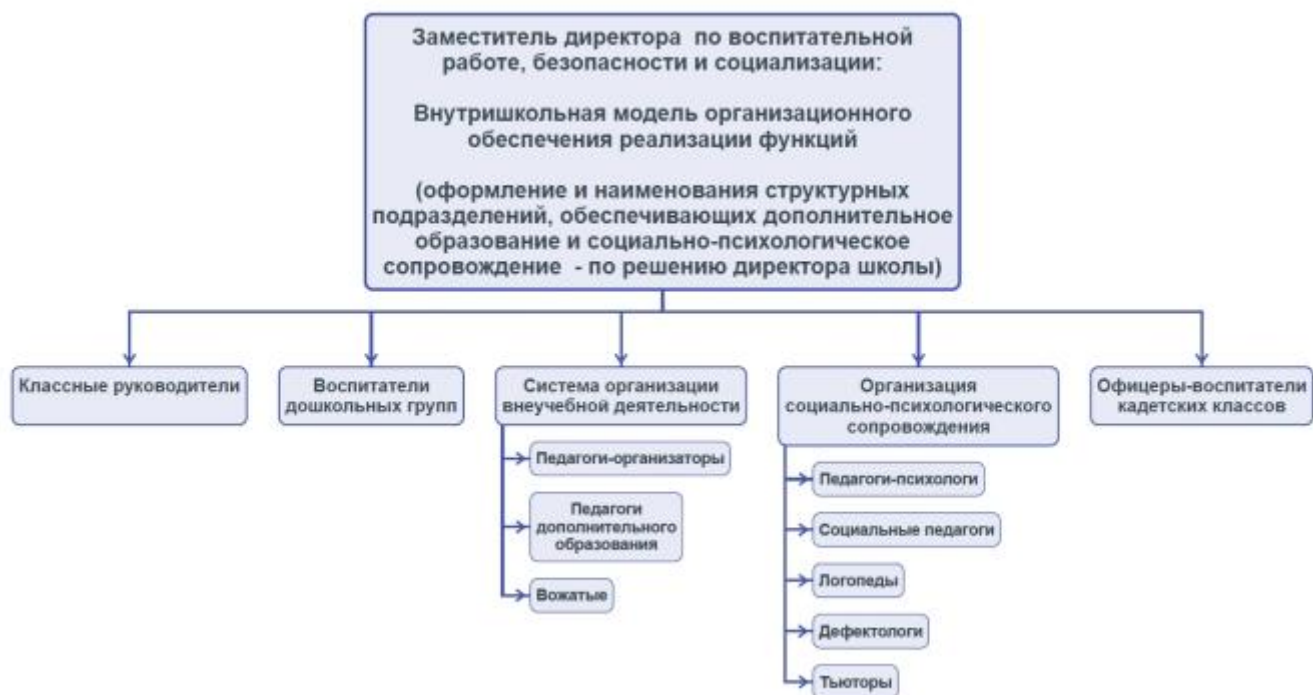 Заместитель директора по воспитательной
работе, безопасности и социализации:
Внутришкольная модель организационного
обеспечения реализации функций
(оформление и наименования структурных
подразделений, обеспечивающих дополнительное
образование и социально-психологическое
сопровождение - по решению директора школы)
Классные руководители
Воспитатели
дошкольных групп
Система организации
внеучебной деятельности
Педагоги-организаторы
Педагоги
дополнительного
образования
Вожатые
Организация
социально-психологического
сопровождения
Педагоги-психологи
Социальные педагоги
Логопеды
Дефектологи
Тьюторы
Офицеры-воспитатели
кадетских классов